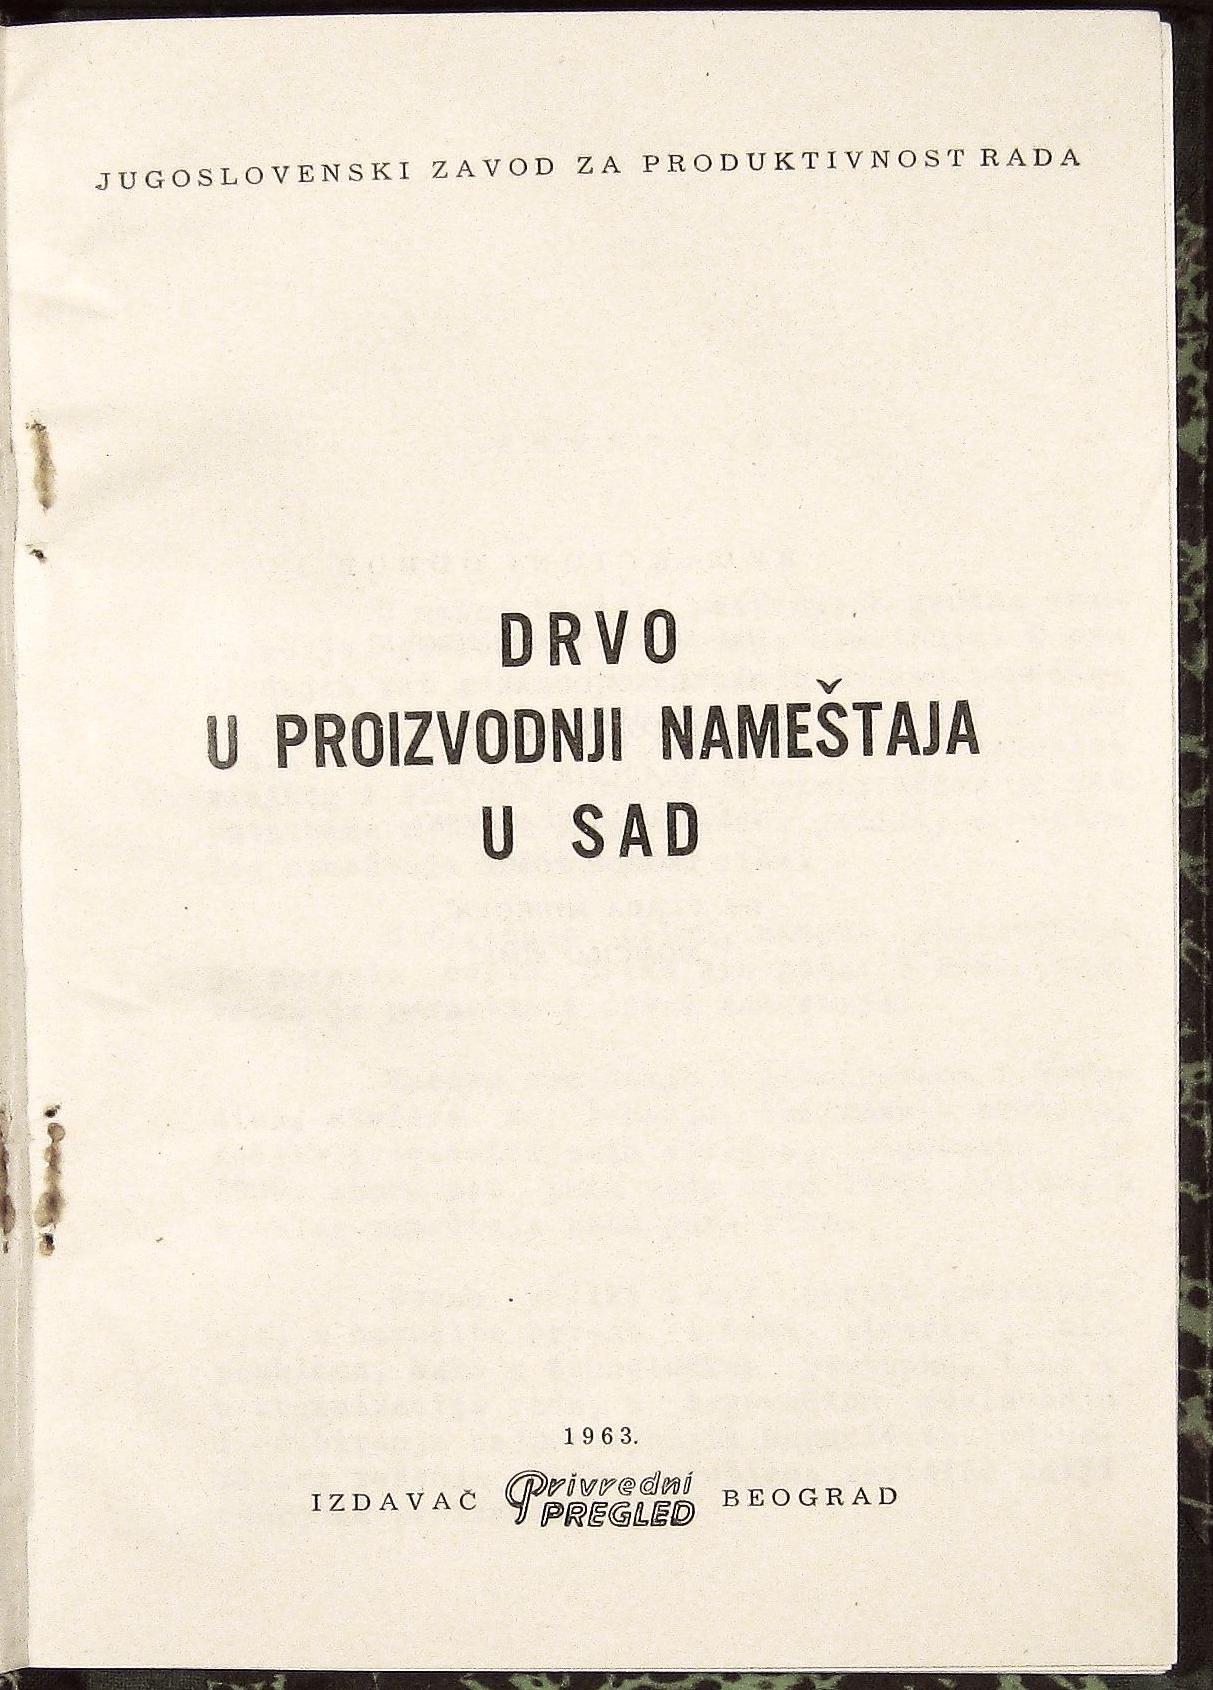 JUGOSLOVENSKI ZAVOD ZA PRODUKTIVNOST RADA
DRVO
U PROIZVODNJI NAMEŠTAJA
U SAD
1963.
IZDAVAČ Privredni PREGLED BEOGRAD